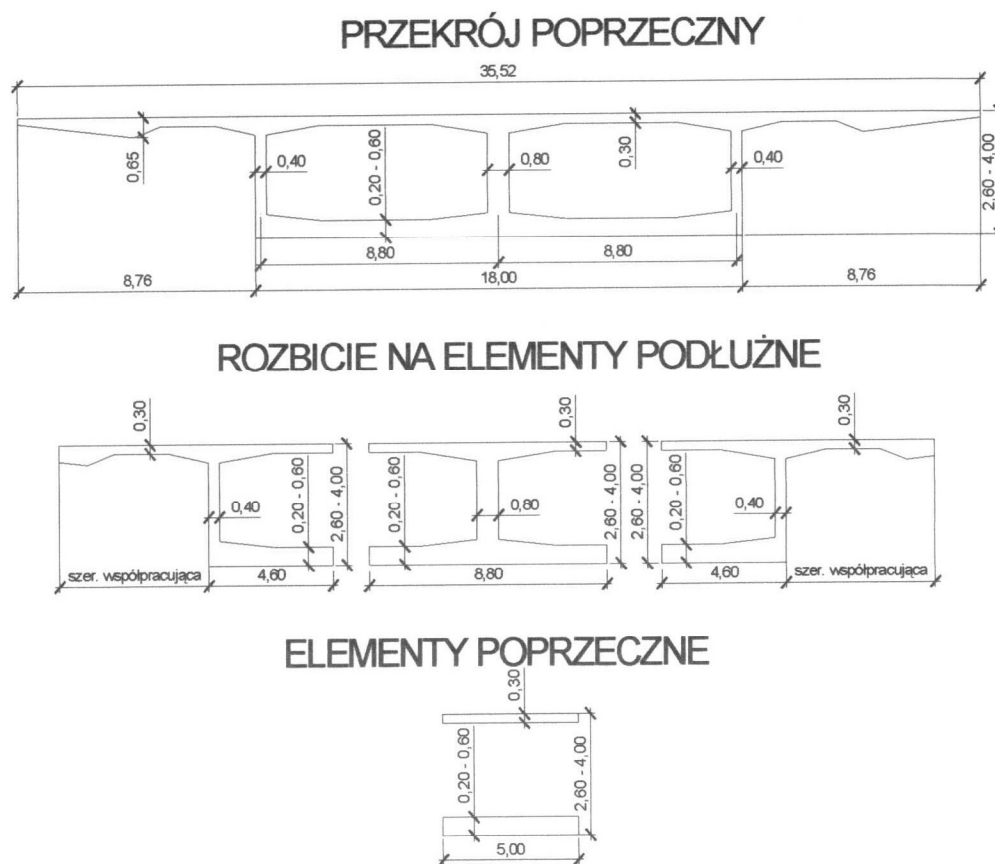 PRZEKRÓJ POPRZECZNY
35,52
0,65
0,40
0,20 - 0,60
0,80
0,30
0,40
2,60 - 4,00
8,80
8,80
8,76
18,00
8,76
ROZBICIE NA ELEMENTY PODŁUŻNE
0,30
0,30
0,30
0,40
0,20 - 0,60
2,60 - 4,00
0,20 - 0,60
0,80
2,60 - 4,00
2,60 - 4,00
0,20 - 0,60
0,40
szer. współpracująca
4,60
8,80
4,60
szer. współpracująca
ELEMENTY POPRZECZNE
0,30
0,20 - 0,60
2,60 - 4,00
5,00